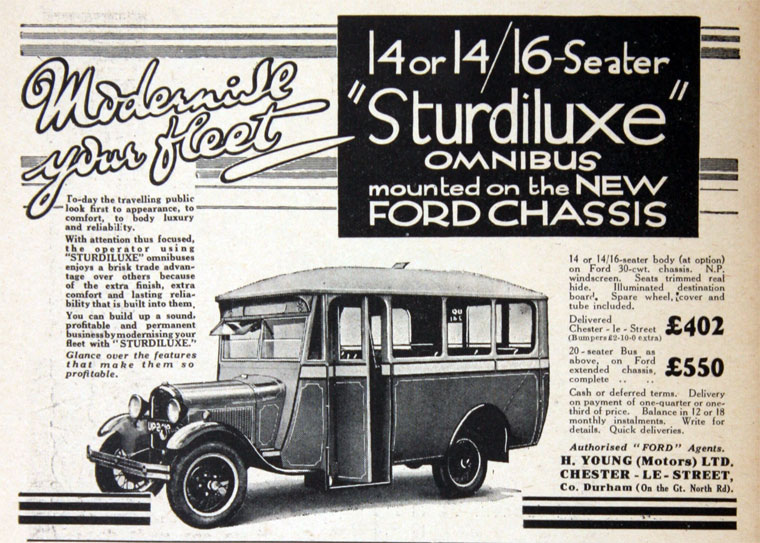 Modernise
your fleet
14 or 14/16-Seater
"Sturdiluxe"
OMNIBUS
mounted on the NEW
FORD CHASSIS
To-day the travelling public
look first to appearance, to
comfort, to body luxury
and reliability.
With attention thus focused,
the operator using
"STURDILUXE" omnibuses
enjoys a brisk trade advan-
tage over others because
of the extra finish, extra
comfort and lasting relia-
bility that is built into them.
You can build up a sound,
profitable and permanent
business by modernising your
fleet with "STURDILUXE."
Glance over the features
that make them so
profitable.
14 or 14/16-seater body (at option)
on Ford 30-cwt. chassis. N.P.
windscreen. Seats trimmed real
hide. Illuminated destination
board. Spare wheel, cover and
tube included.
Delivered
Chester-le-Street £402
(Bumpers £2-10-0 extra)
20-seater Bus as
above, on Ford
extended chassis, £550
complete .. ..
Cash or deferred terms. Delivery
on payment of one-quarter or one-
third of price. Balance in 12 or 18
monthly instalments. Write for
details. Quick deliveries.
Authorised "FORD" Agents.
H. YOUNG (Motors) LTD.
CHESTER-LE-STREET,
Co. Durham (On the Gt. North Rd).